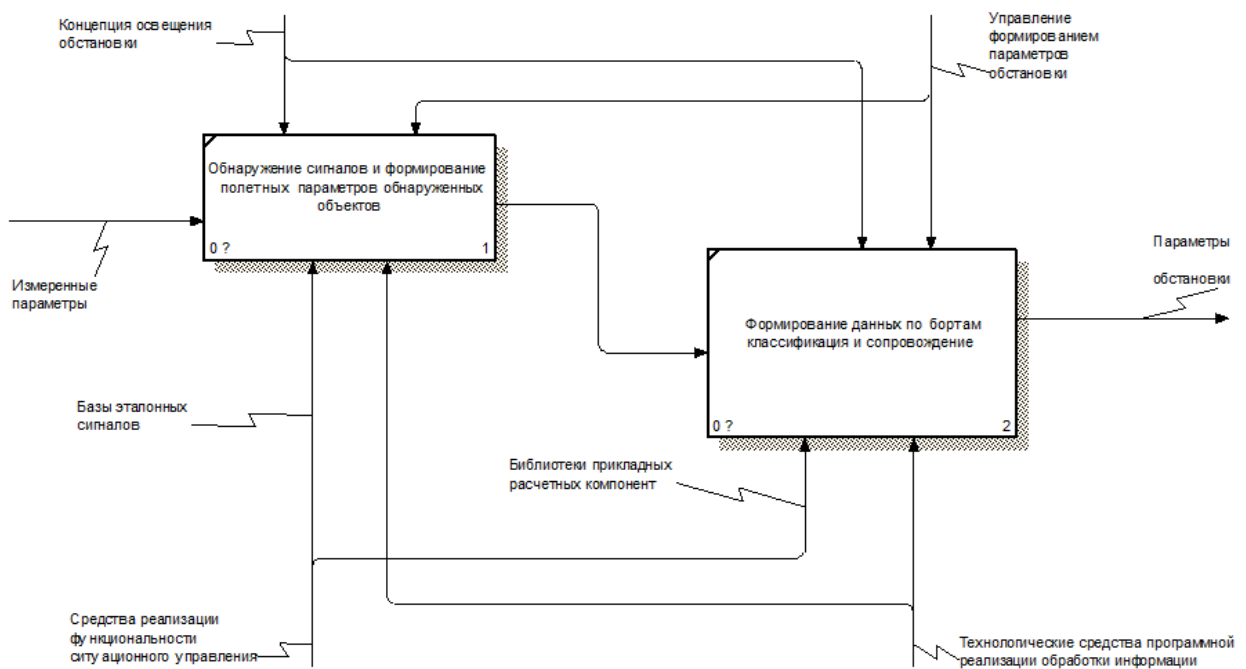 Концепция освещения
обстановки
Управление
формированием
параметров
обстановки
Обнаружение сигналов и формирование
полетных параметров обнаруженных
объектов
0 ?
1
Измеренные
параметры
Параметры
обстановки
Формирование данных по бортам
классификация и сопровождение
0 ?
2
Базы эталонных
сигналов
Библиотеки прикладных
расчетных компонент
Средства реализации
функциональности
ситуационного управления
Технологические средства программной
реализации обработки информации